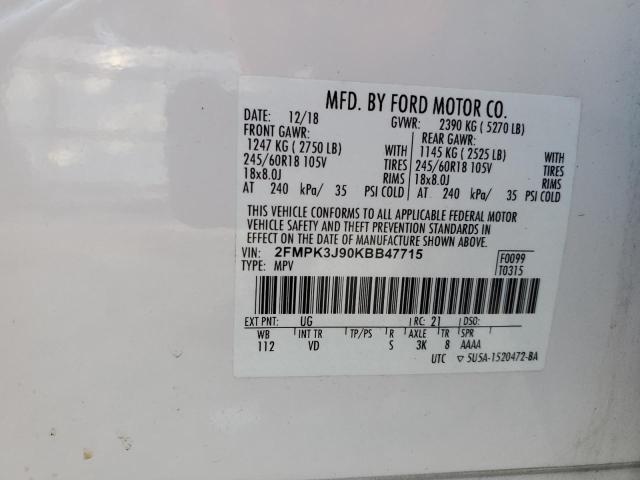 MFD. BY FORD MOTOR CO.
DATE: 12/18 GVWR: 2390 KG ( 5270 LB)
FRONT GAWR: REAR GAWR:
1247 KG ( 2750 LB) WITH 1145 KG ( 2525 LB) WITH
245/60R18 105V TIRES 245/60R18 105V TIRES
18x8.0J RIMS 18x8.0J RIMS
AT 240 kPa/ 35 PSI COLD AT 240 kPa/ 35 PSI COLD
THIS VEHICLE CONFORMS TO ALL APPLICABLE FEDERAL MOTOR
VEHICLE SAFETY AND THEFT PREVENTION STANDARDS IN
EFFECT ON THE DATE OF MANUFACTURE SHOWN ABOVE.
VIN: 2FMPK3J90KBB47715 F0099
TYPE: MPV T0315
EXT PNT: UG RC: 21 DSO:
WB INT TR TP/PS R AXLE TR SPR
112 VD S 3K 8 AAAA
UTC ▽ 5U5A-1520472-BA